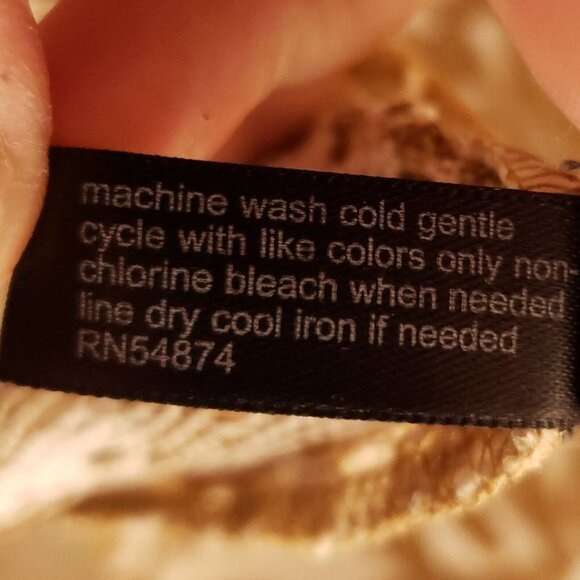 machine wash cold gentle
cycle with like colors only non-
chlorine bleach when needed
line dry cool iron if needed
RN54874